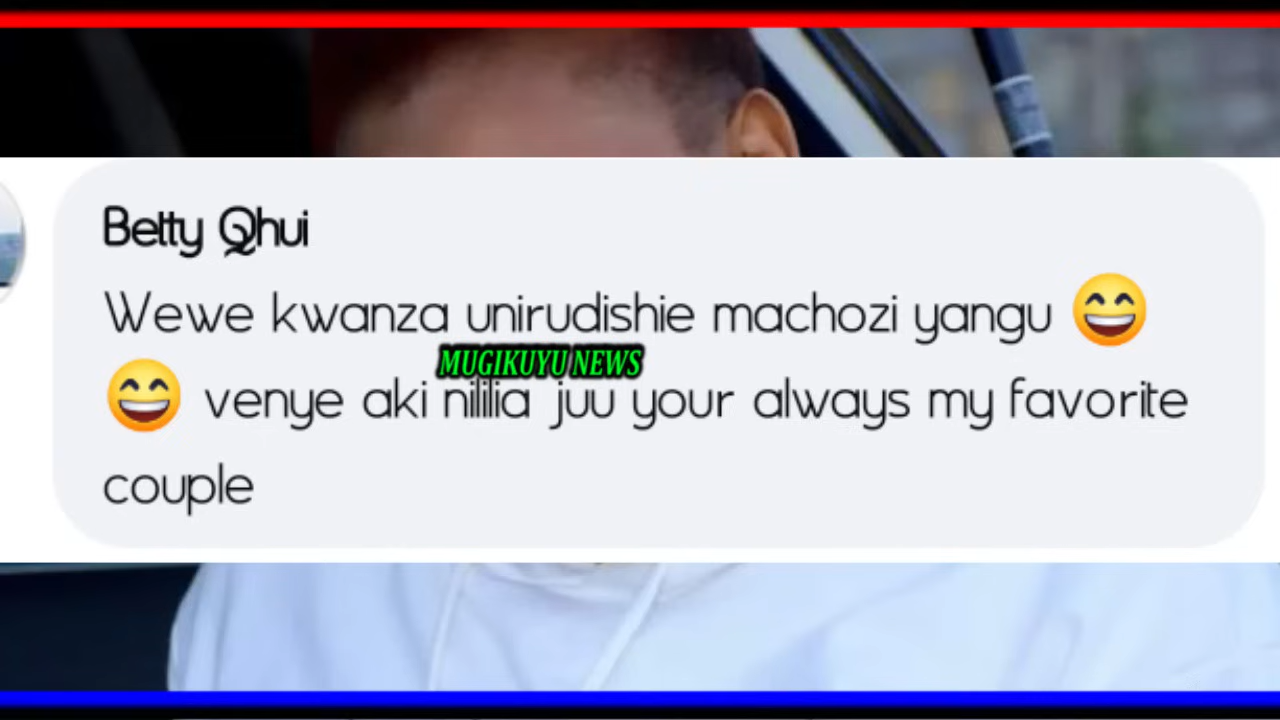 Betty Qhui
Wewe kwanza unirudishie machozi yangu 😄
MUGIKUYU NEWS
😄 venye aki nililia juu your always my favorite
couple